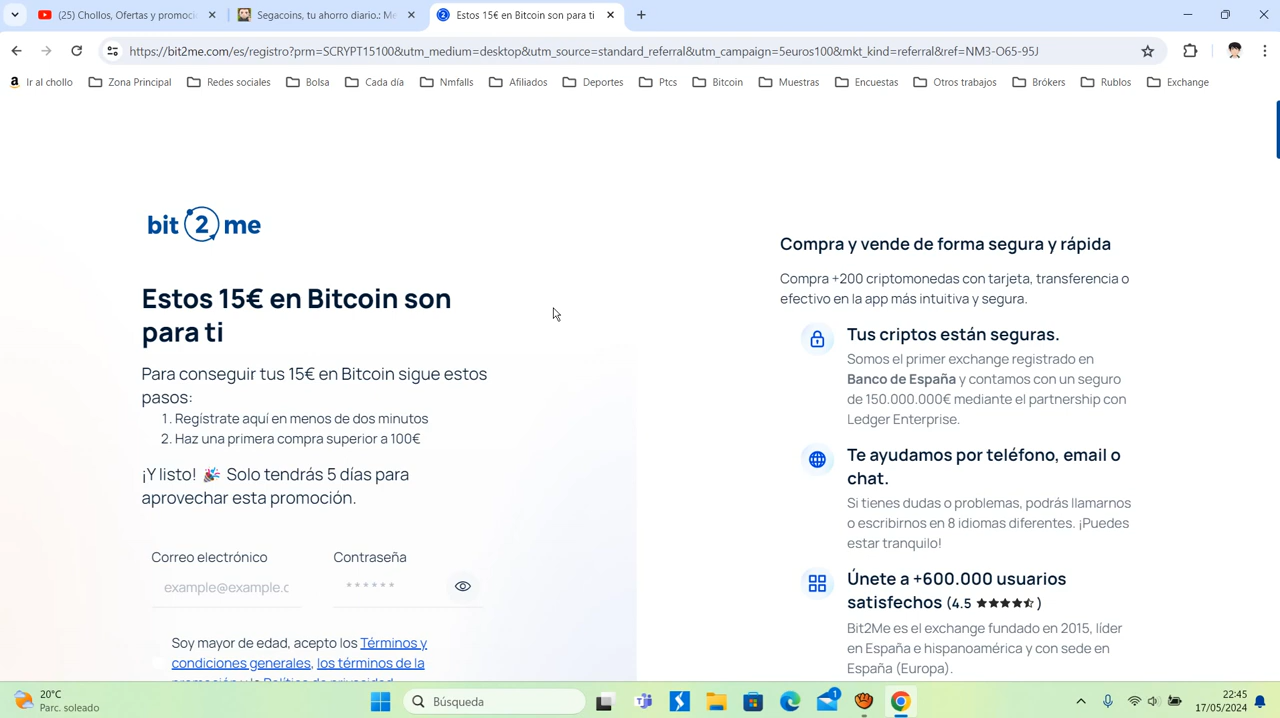 (25) Chollos, Ofertas y promoci
Segacoins, tu ahorro diario.: Me
Estos 15€ en Bitcoin son para ti
https://bit2me.com/es/registro?prm=SCRYPT15100&utm_medium=desktop&utm_source=standard_referral&utm_campaign=5euros100&mkt_kind=referral&ref=NM3-O65-95J
Ir al chollo
Zona Principal
Redes sociales
Bolsa
Cada día
Nmfalls
Afiliados
Deportes
Ptcs
Bitcoin
Muestras
Encuestas
Otros trabajos
Brókers
Rublos
Exchange
bit 2 me
Estos 15€ en Bitcoin son
para ti
Para conseguir tus 15€ en Bitcoin sigue estos
pasos:
1. Regístrate aquí en menos de dos minutos
2. Haz una primera compra superior a 100€
¡Y listo! 🎉 Solo tendrás 5 días para
aprovechar esta promoción.
Correo electrónico
Contraseña
example@example.c
******
Soy mayor de edad, acepto los Términos y
condiciones generales, los términos de la
promoción y la Política de privacidad
Compra y vende de forma segura y rápida
Compra +200 criptomonedas con tarjeta, transferencia o
efectivo en la app más intuitiva y segura.
Tus criptos están seguras.
Somos el primer exchange registrado en
Banco de España y contamos con un seguro
de 150.000.000€ mediante el partnership con
Ledger Enterprise.
Te ayudamos por teléfono, email o
chat.
Si tienes dudas o problemas, podrás llamarnos
o escribirnos en 8 idiomas diferentes. ¡Puedes
estar tranquilo!
Únete a +600.000 usuarios
satisfechos (4.5 ★★★★⯨)
Bit2Me es el exchange fundado en 2015, líder
en España e hispanoamérica y con sede en
España (Europa).
20°C
Parc. soleado
Búsqueda
1
22:45
17/05/2024